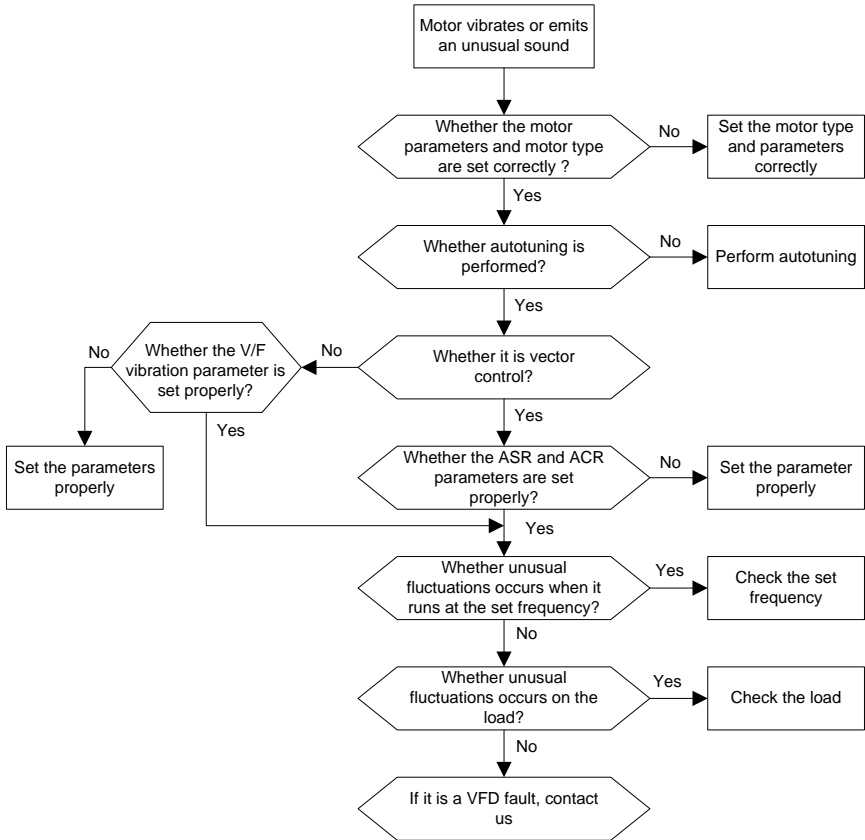 Motor vibrates or emits
an unusual sound
Whether the motor
parameters and motor type
are set correctly ?
No
Set the motor type
and parameters
correctly
Yes
Whether autotuning is
performed?
No
Perform autotuning
Yes
No
Whether the V/F
vibration parameter is
set properly?
No
Whether it is vector
control?
Yes
Yes
Set the parameters
properly
Whether the ASR and ACR
parameters are set
properly?
No
Set the parameter
properly
Yes
Whether unusual
fluctuations occurs when it
runs at the set frequency?
Yes
Check the set
frequency
No
Whether unusual
fluctuations occurs on the
load?
Yes
Check the load
No
If it is a VFD fault, contact
us